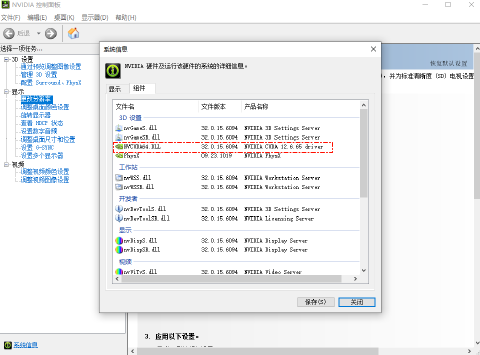 NVIDIA 控制面板
文件(F) 编辑(E) 桌面(K) 显示器(D) 帮助(H)
后退
选择一项任务...
3D 设置
通过预览调整图像设置
管理 3D 设置
配置 Surround、PhysX
显示
更改分辨率
调整桌面颜色设置
旋转显示器
查看 HDCP 状态
设置数字音频
调整桌面尺寸和位置
设置 G-SYNC
设置多个显示器
视频
调整视频颜色设置
调整视频图像设置
系统信息
恢复默认设置
并为标准清晰度 (SD) 电视设
系统信息
NVIDIA 硬件及运行该硬件的系统的详细信息。
显示 组件
文件名 文件版本 产品名称
3D 设置
nvGameS.dll 32.0.15.6094 NVIDIA 3D Settings Server
nvGameSR.dll 32.0.15.6094 NVIDIA 3D Settings Server
NVCUDA64.DLL 32.0.15.6094 NVIDIA CUDA 12.6.65 driver
PhysX 09.23.1019 NVIDIA PhysX
工作站
nvWSS.dll 32.0.15.6094 NVIDIA Workstation Server
nvWSSR.dll 32.0.15.6094 NVIDIA Workstation Server
开发者
nvDevToolS.dll 32.0.15.6094 NVIDIA 3D Settings Server
nvDevToolSR.dll 32.0.15.6094 NVIDIA Licensing Server
显示
nvDispS.dll 32.0.15.6094 NVIDIA Display Server
nvDispSR.dll 32.0.15.6094 NVIDIA Display Server
视频
nvViTvS.dll 32.0.15.6094 NVIDIA Video Server
保存(S) 关闭
3. 应用以下设置。